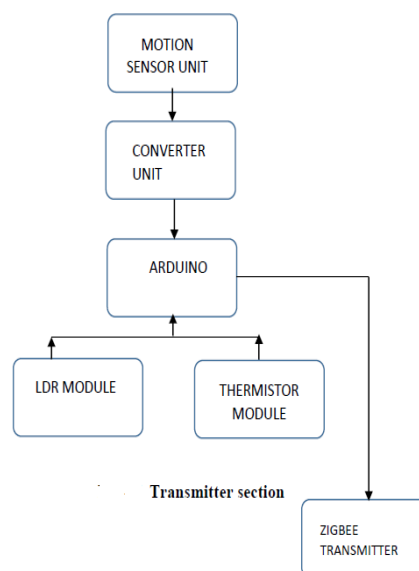 MOTION
SENSOR UNIT
CONVERTER
UNIT
ARDUINO
LDR MODULE
THERMISTOR
MODULE
Transmitter section
ZIGBEE
TRANSMITTER